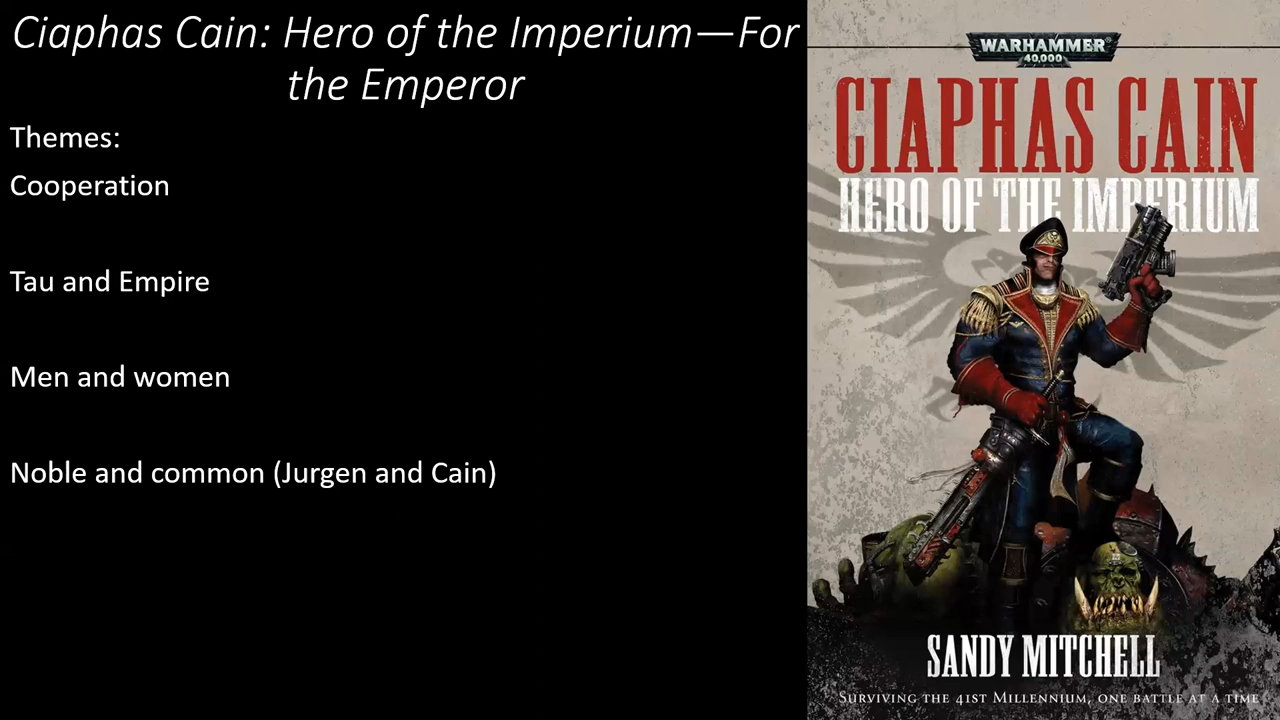 Ciaphas Cain: Hero of the Imperium—For
the Emperor
Themes:
Cooperation
Tau and Empire
Men and women
Noble and common (Jurgen and Cain)
WARHAMMER
40,000
CIAPHAS CAIN
HERO OF THE IMPERIUM
SANDY MITCHELL
SURVIVING THE 41ST MILLENNIUM, ONE BATTLE AT A TIME